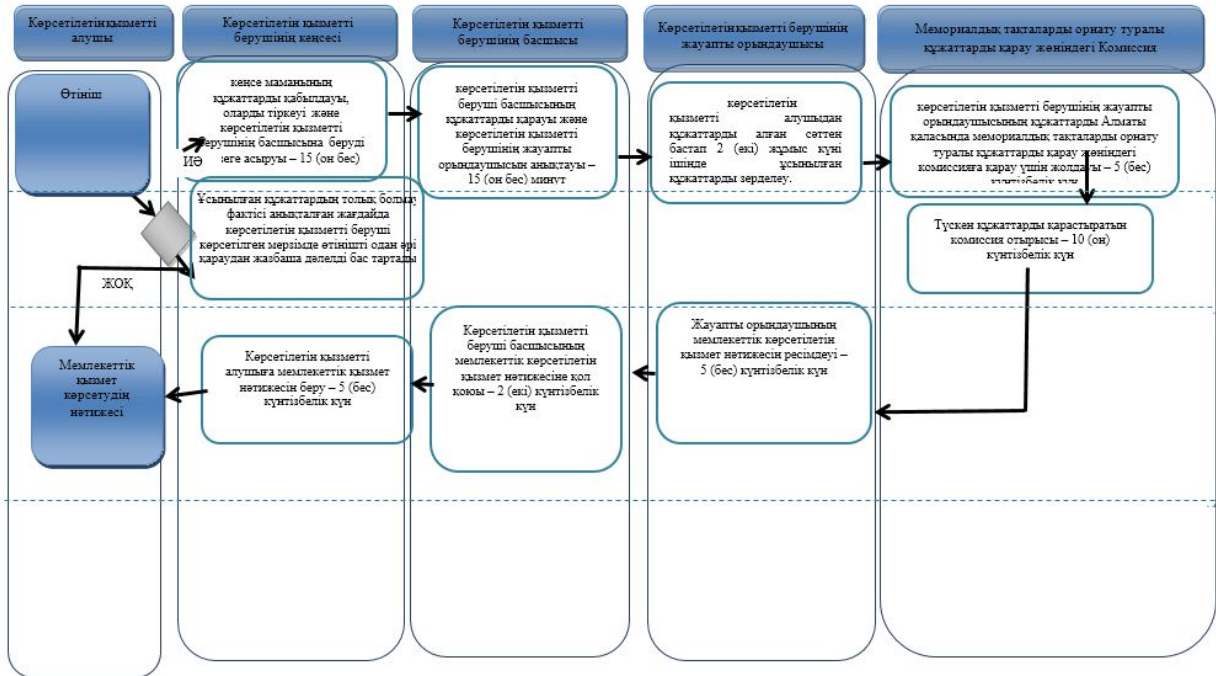 Көрсетілетін қызметті
алушы
Көрсетілетін қызметті
берушінің кеңсесі
Көрсетілетін қызметті
берушінің басшысы
Көрсетілетін қызметті берушінің
жауапты орындаушысы
Мемориалдық тақталарды орнату туралы
құжаттарды қарау жөніндегі Комиссия
Өтініш
кеңсе маманының
құжаттарды қабылдауы,
оларды тіркеуі және
көрсетілетін қызметті
берушінің басшысына беруді
асыруы – 15 (он бес)
ИӘ
көрсетілетін қызметті
беруші басшысының
құжаттарды қарауы және
көрсетілетін қызметті
берушінің жауапты
орындаушысын анықтауы –
15 (он бес) минут
көрсетілетін
қызметті алушыдан
құжаттарды алған сәттен
бастап 2 (екі) жұмыс күні
ішінде ұсынылған
құжаттарды зерделеу.
көрсетілетін қызметті берушінің жауапты
орындаушысының құжаттарды Алматы
қаласында мемориалдық тақталарды орнату
туралы құжаттарды қарау жөніндегі
комиссияға қарау үшін жолдауы – 5 (бес)
күнтізбелік күн
Ұсынылған құжаттардың толық болмау
фактісі анықталған жағдайда
көрсетілетін қызметті беруші
көрсетілген мерзімде өтінішті одан әрі
қараудан жазбаша дәлелді бас тартады
ЖОҚ
Түскен құжаттарды қарастыратын
комиссия отырысы – 10 (он)
күнтізбелік күн
Мемлекеттік
қызмет
көрсетудің
нәтижесі
Көрсетілетін қызметті
алушыға мемлекеттік қызмет
нәтижесін беру – 5 (бес)
күнтізбелік күн
Көрсетілетін қызметті
беруші басшысының
мемлекеттік көрсетілетін
қызмет нәтижесіне қол
қоюы – 2 (екі) күнтізбелік
күн
Жауапты орындаушының
мемлекеттік көрсетілетін
қызмет нәтижесін ресімдеуі –
5 (бес) күнтізбелік күн